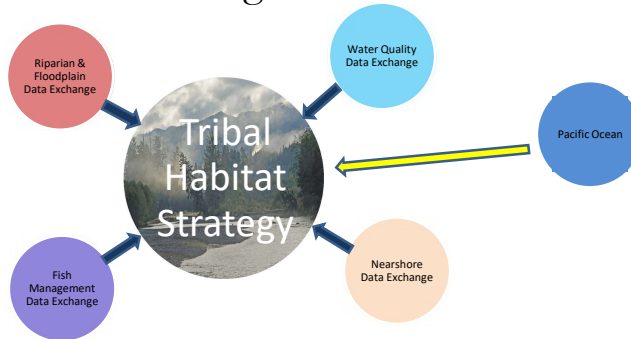 Riparian &
Floodplain
Data Exchange
Water Quality
Data Exchange
Pacific Ocean
Tribal
Habitat
Strategy
Fish
Management
Data Exchange
Nearshore
Data Exchange